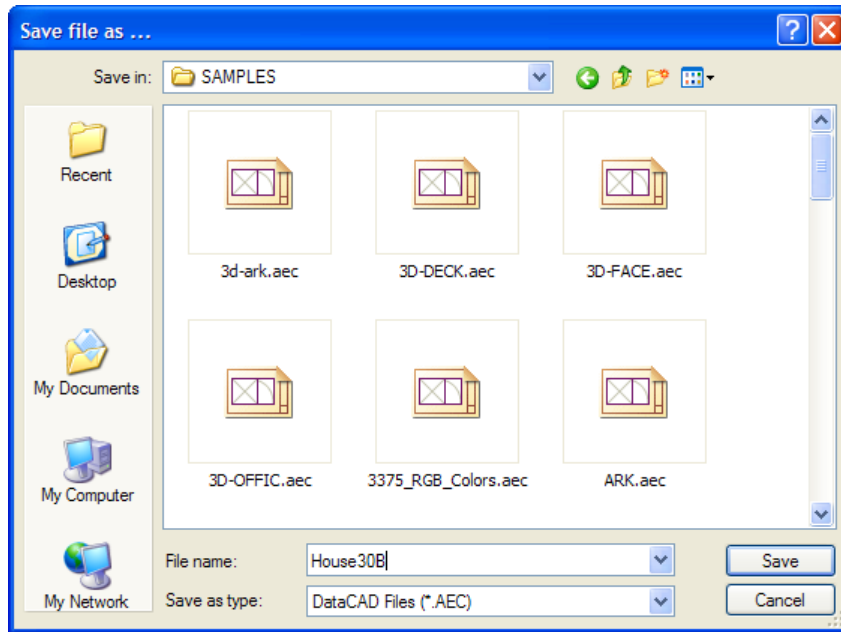 Save file as ...
Save in:
SAMPLES
Recent
Desktop
My Documents
My Computer
My Network
3d-ark.aec
3D-DECK.aec
3D-FACE.aec
3D-OFFIC.aec
3375_RGB_Colors.aec
ARK.aec
File name:
House30B
Save
Save as type:
DataCAD Files (*.AEC)
Cancel